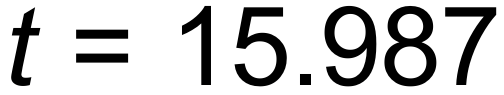 t = 15.987